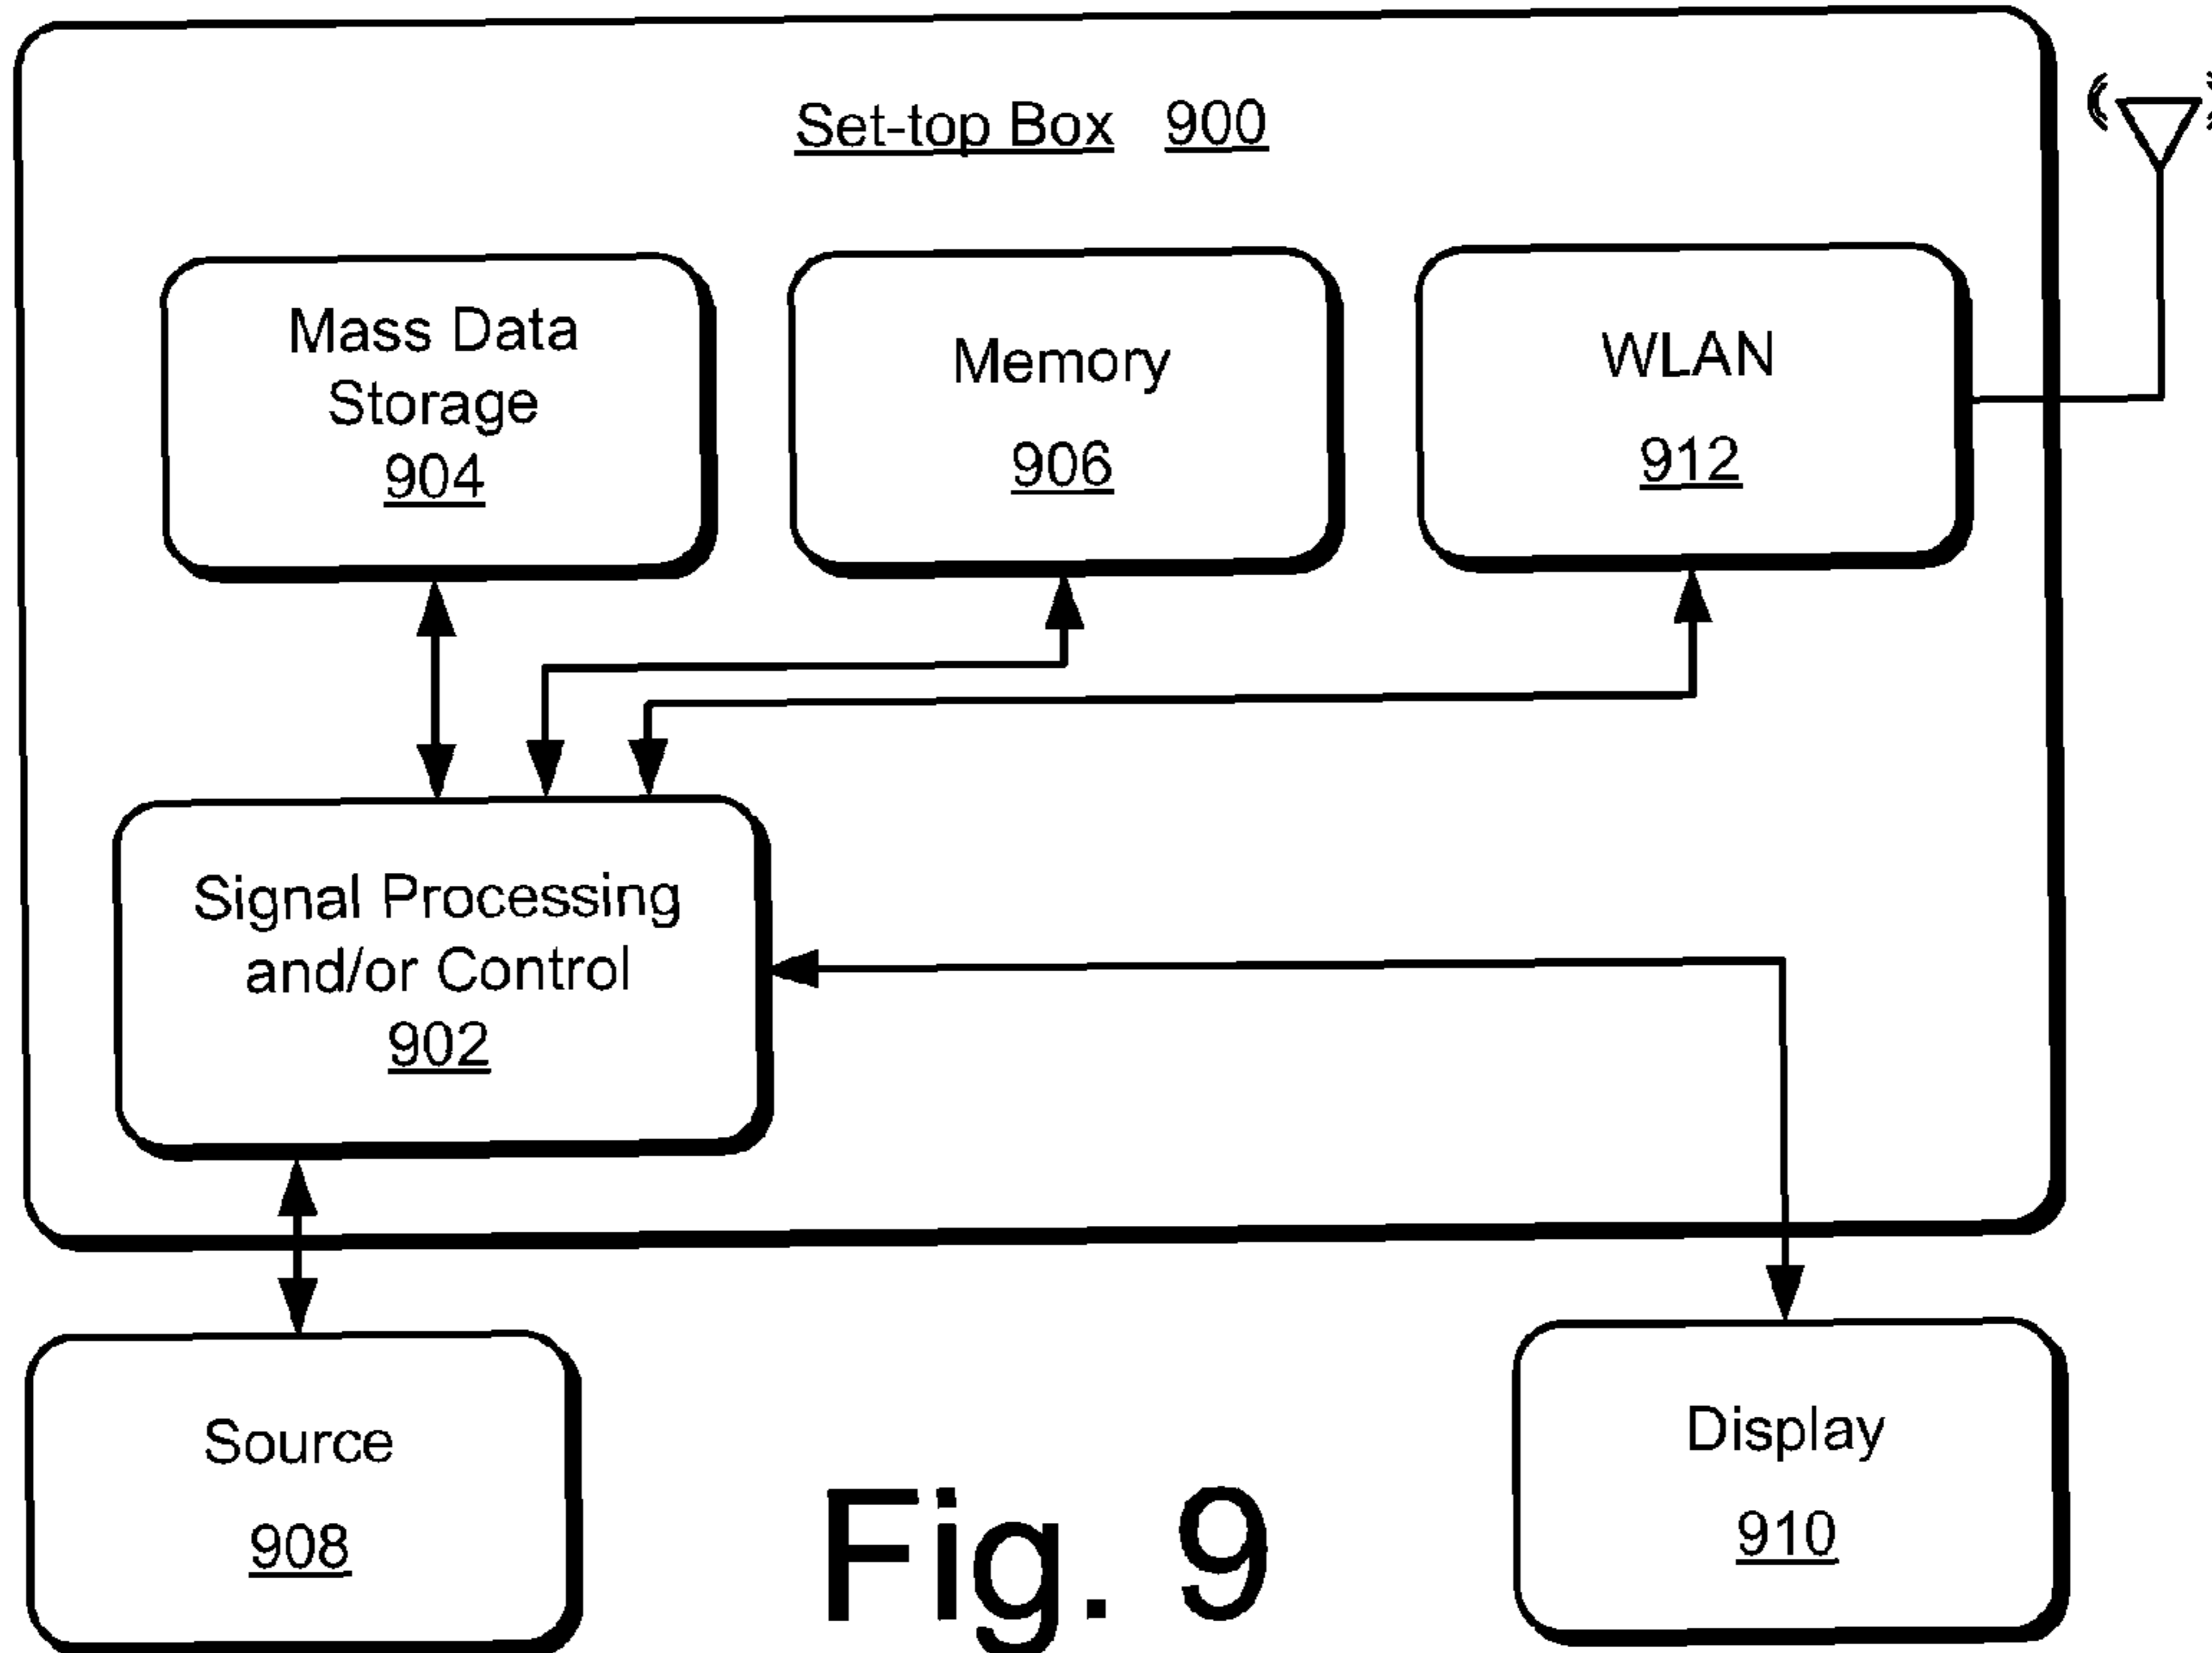 Set-top Box 900
Mass Data
Storage
904
Memory
906
WLAN
912
Signal Processing
and/or Control
902
Source
908
Display
910
Fig. 9